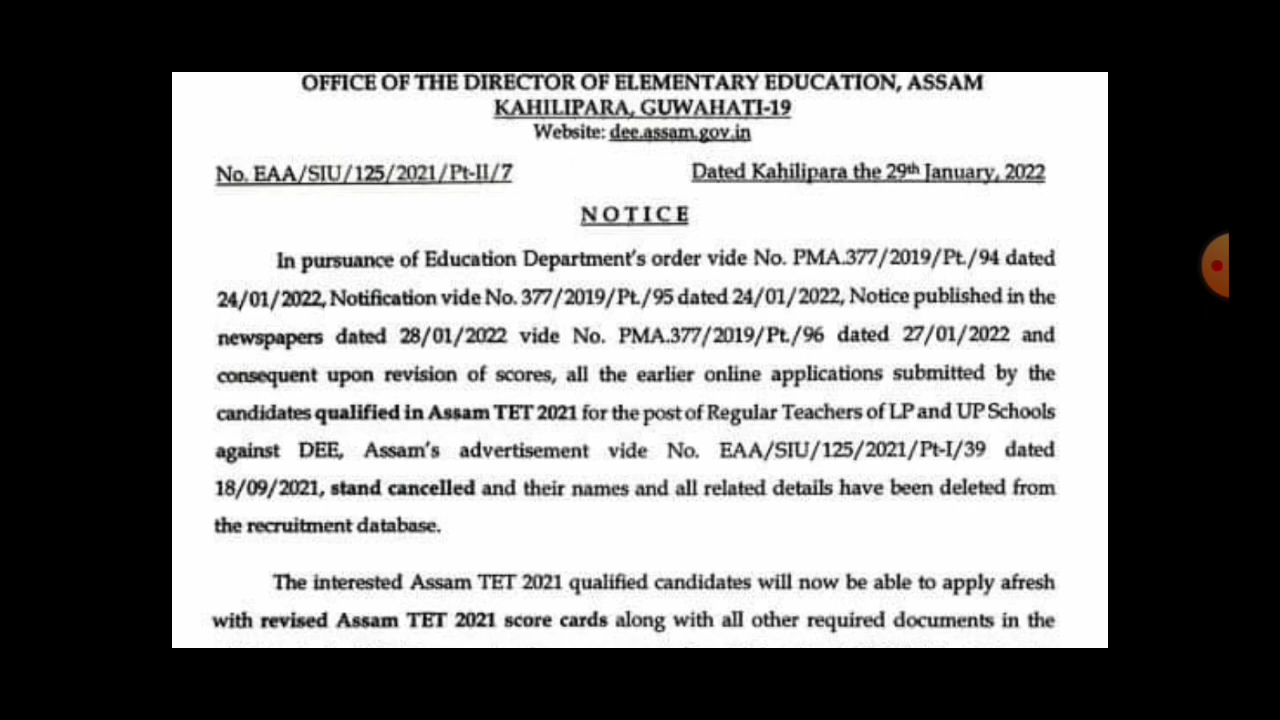 OFFICE OF THE DIRECTOR OF ELEMENTARY EDUCATION, ASSAM
KAHILIPARA, GUWAHATI-19
Website: dee.assam.gov.in
No. EAA/SIU/125/2021/Pt-II/7 Dated Kahilipara the 29th January, 2022
NOTICE
In pursuance of Education Department's order vide No. PMA.377/2019/Pt./94 dated
24/01/2022, Notification vide No. 377/2019/Pt./95 dated 24/01/2022, Notice published in the
newspapers dated 28/01/2022 vide No. PMA.377/2019/Pt./96 dated 27/01/2022 and
consequent upon revision of scores, all the earlier online applications submitted by the
candidates qualified in Assam TET 2021 for the post of Regular Teachers of LP and UP Schools
against DEE, Assam's advertisement vide No. EAA/SIU/125/2021/Pt-I/39 dated
18/09/2021, stand cancelled and their names and all related details have been deleted from
the recruitment database.
The interested Assam TET 2021 qualified candidates will now be able to apply afresh
with revised Assam TET 2021 score cards along with all other required documents in the